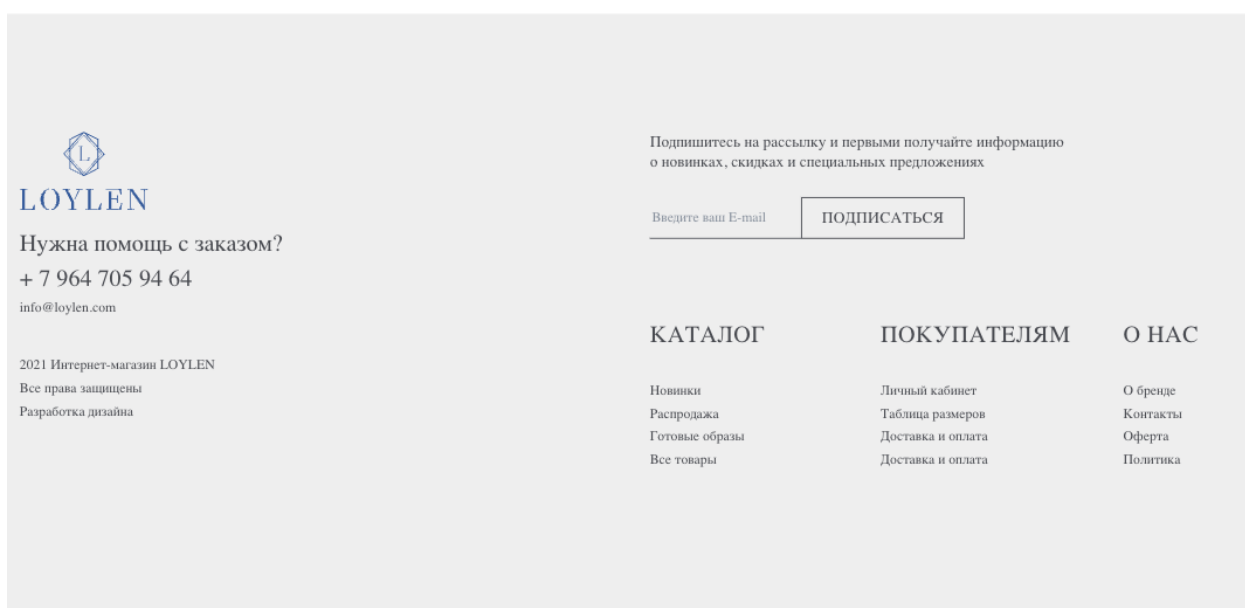 L
LOYLEN
Нужна помощь с заказом?
+ 7 964 705 94 64
info@loylen.com
2021 Интернет-магазин LOYLEN
Все права защищены
Разработка дизайна
Подпишитесь на рассылку и первыми получайте информацию
о новинках, скидках и специальных предложениях
Введите ваш E-mail
ПОДПИСАТЬСЯ
КАТАЛОГ
Новинки
Распродажа
Готовые образы
Все товары
ПОКУПАТЕЛЯМ
Личный кабинет
Таблица размеров
Доставка и оплата
Доставка и оплата
О НАС
О бренде
Контакты
Оферта
Политика